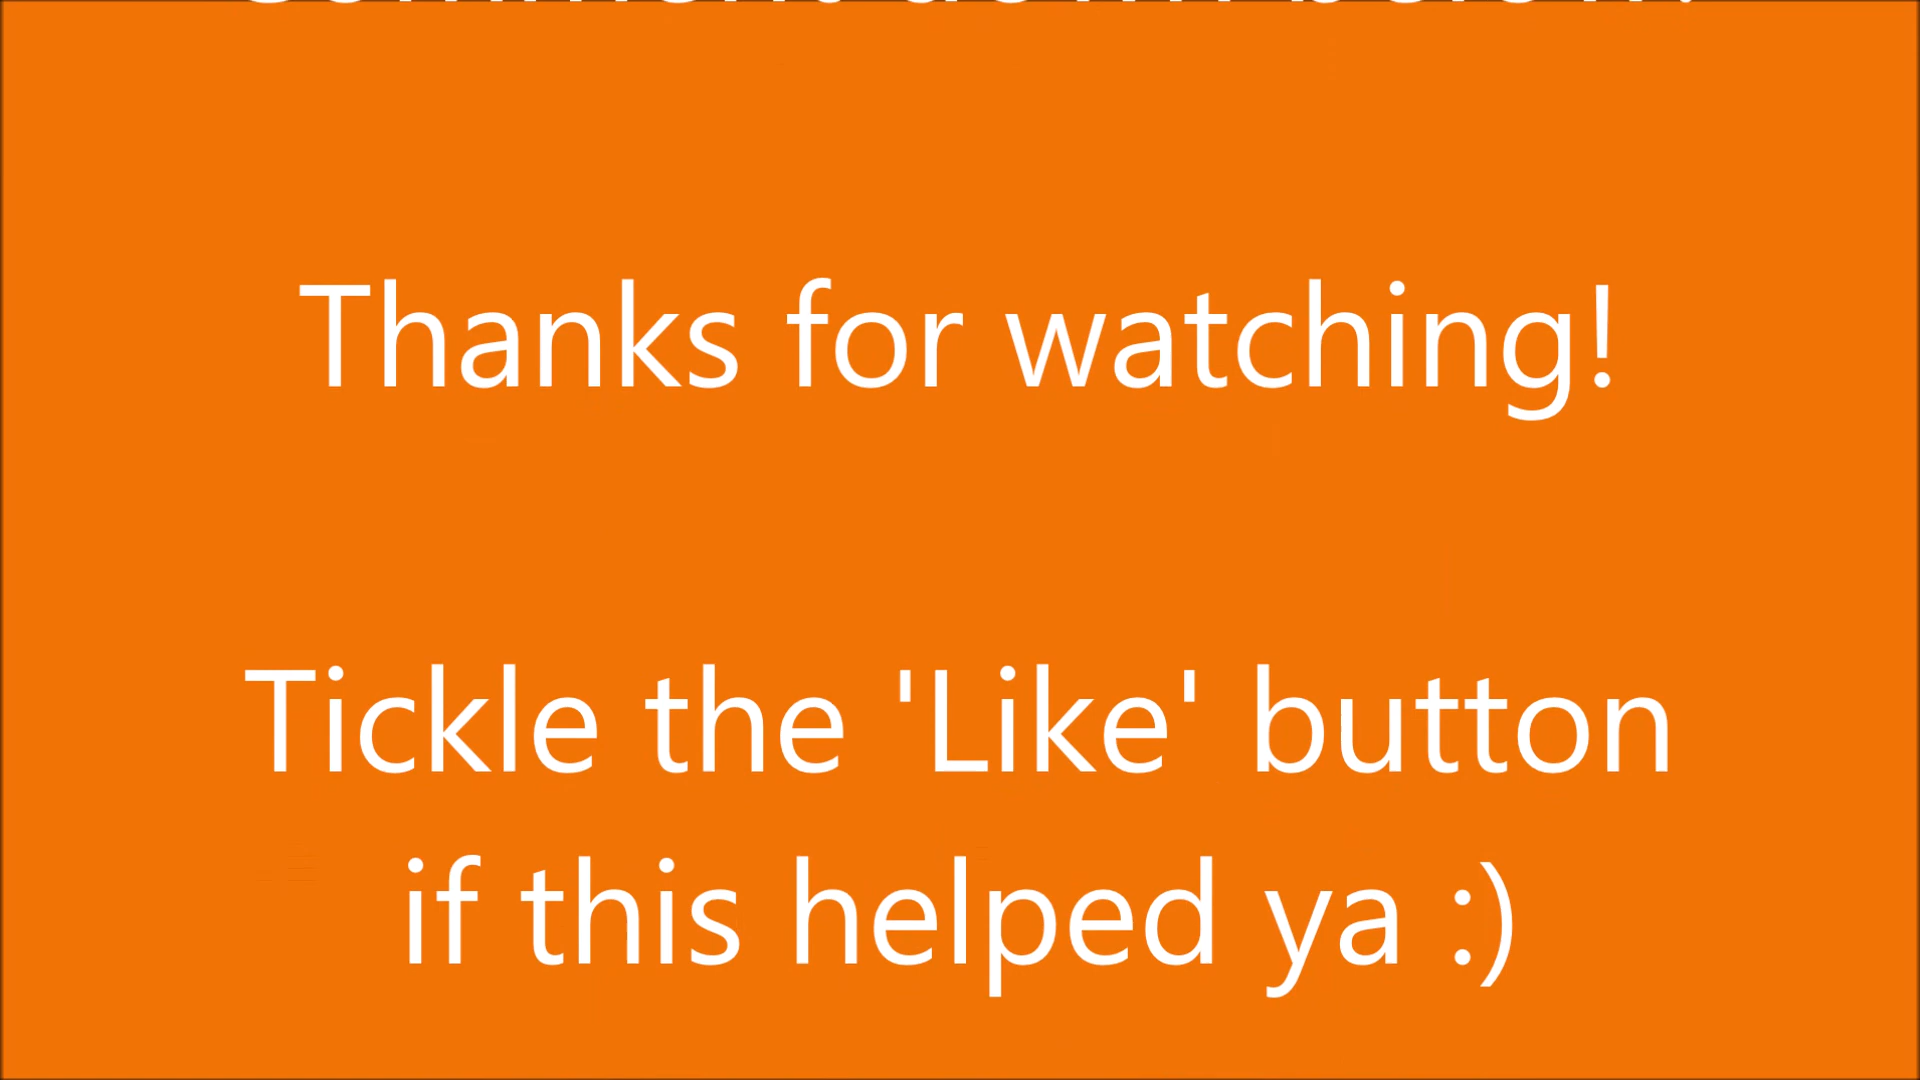 Thanks for watching!
Tickle the 'Like' button
if this helped ya :)